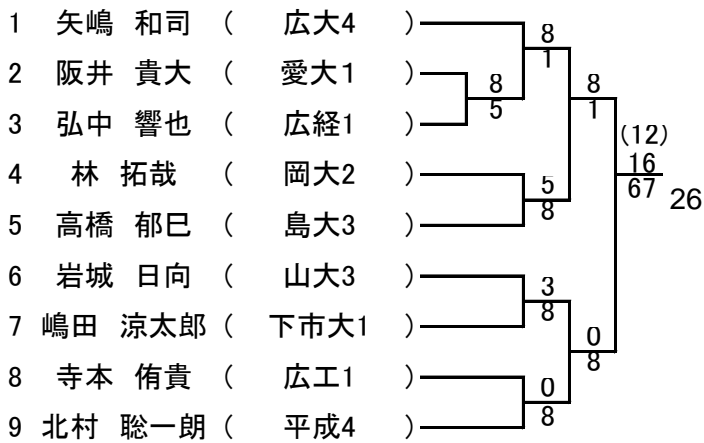 1 矢嶋 和司 ( 広大4 )
2 阪井 貴大 ( 愛大1 )
3 弘中 響也 ( 広経1 )
4 林 拓哉 ( 岡大2 )
5 高橋 郁巳 ( 島大3 )
6 岩城 日向 ( 山大3 )
7 嶋田 涼太郎 ( 下市大1 )
8 寺本 侑貴 ( 広工1 )
9 北村 聡一朗 ( 平成4 )
8
1
8
5
8
1
5
8
3
8
0
8
0
8
(12)
16
67
26